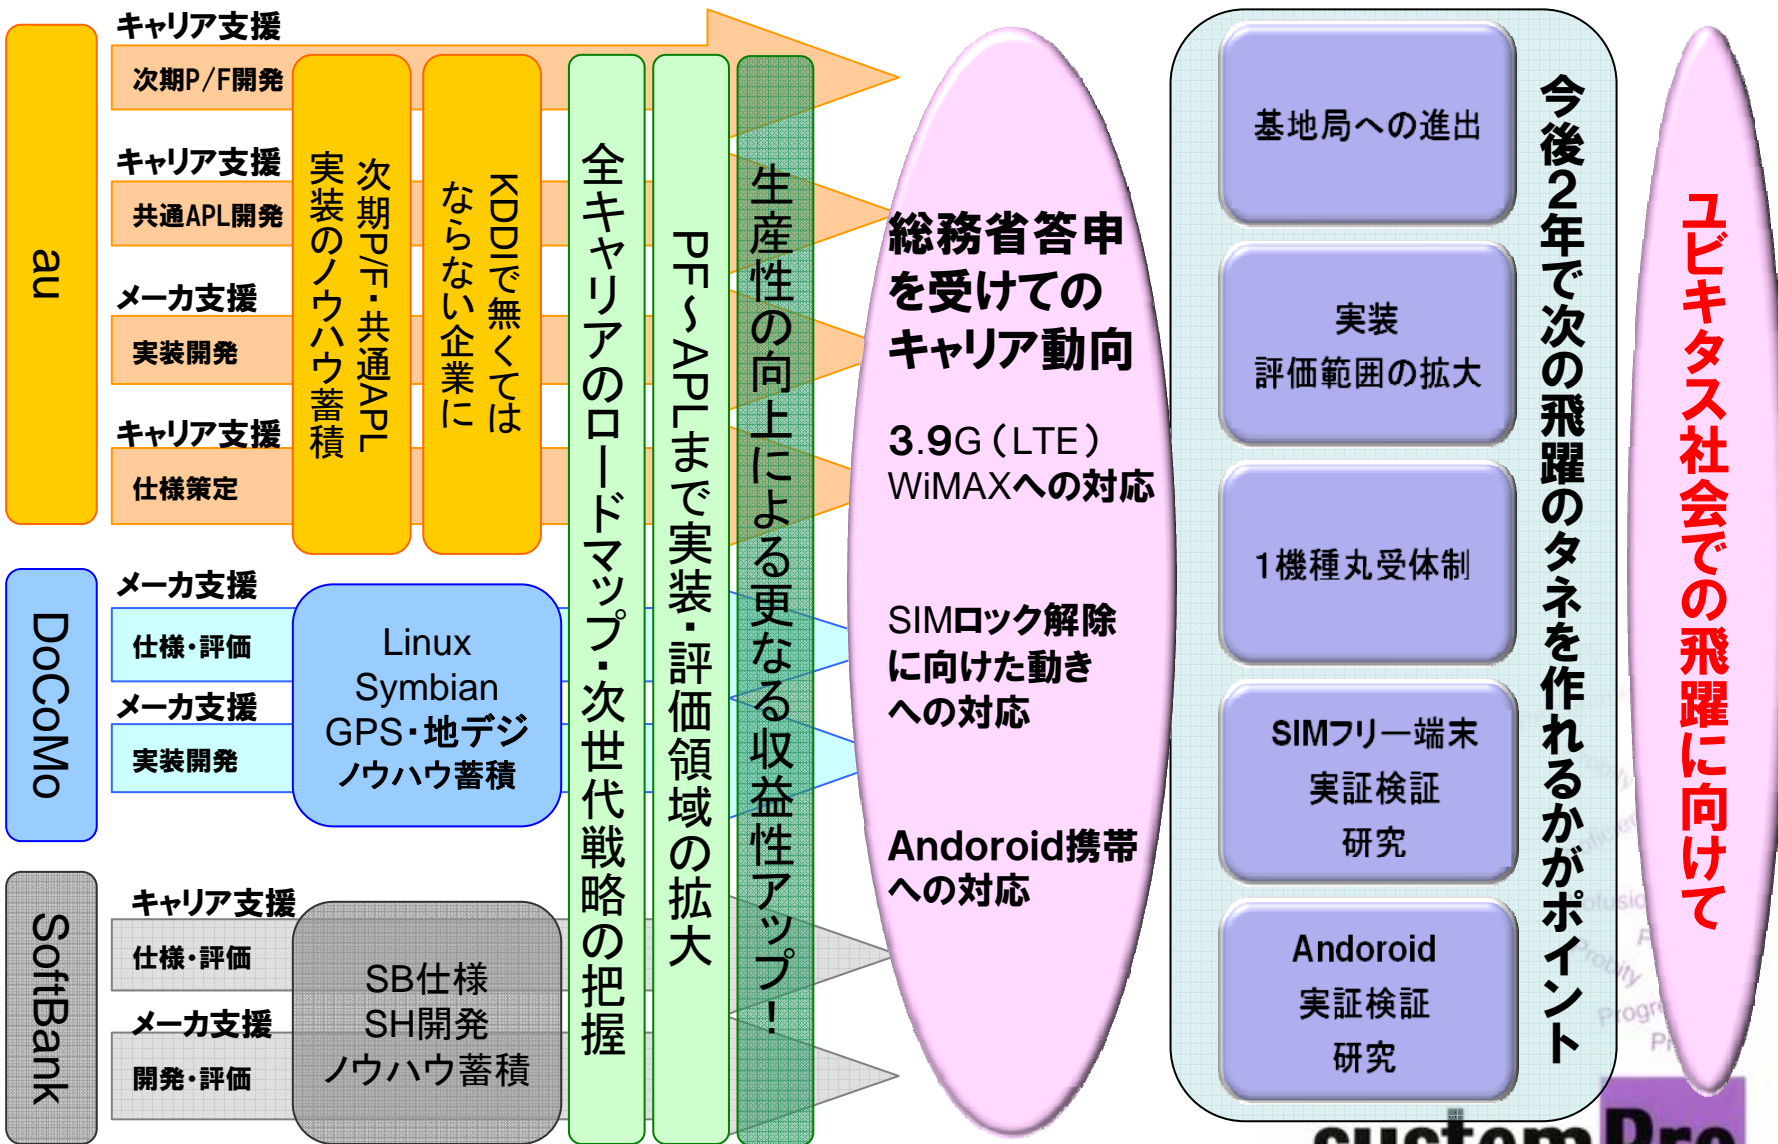 au
キャリア支援
次期P/F開発
キャリア支援
共通APL開発
メーカ支援
実装開発
キャリア支援
仕様策定
次期P/F・共通APL
実装のノウハウ蓄積
KDDIで無くては
ならない企業に
DoCoMo
メーカ支援
仕様・評価
メーカ支援
実装開発
Linux
Symbian
GPS・地デジ
ノウハウ蓄積
SoftBank
キャリア支援
仕様・評価
メーカ支援
開発・評価
SB仕様
SH開発
ノウハウ蓄積
全キャリアのロードマップ・次世代戦略の把握
PF～APLまで実装・評価領域の拡大
生産性の向上による更なる収益性アップ！
総務省答申
を受けての
キャリア動向
3.9G（LTE）
WiMAXへの対応
SIMロック解除
に向けた動き
への対応
Andoroid携帯
への対応
基地局への進出
実装
評価範囲の拡大
1機種丸受体制
SIMフリー端末
実証検証
研究
Andoroid
実証検証
研究
今後2年で次の飛躍のタネを作れるかがポイント
ユビキタス社会での飛躍に向けて
Probity